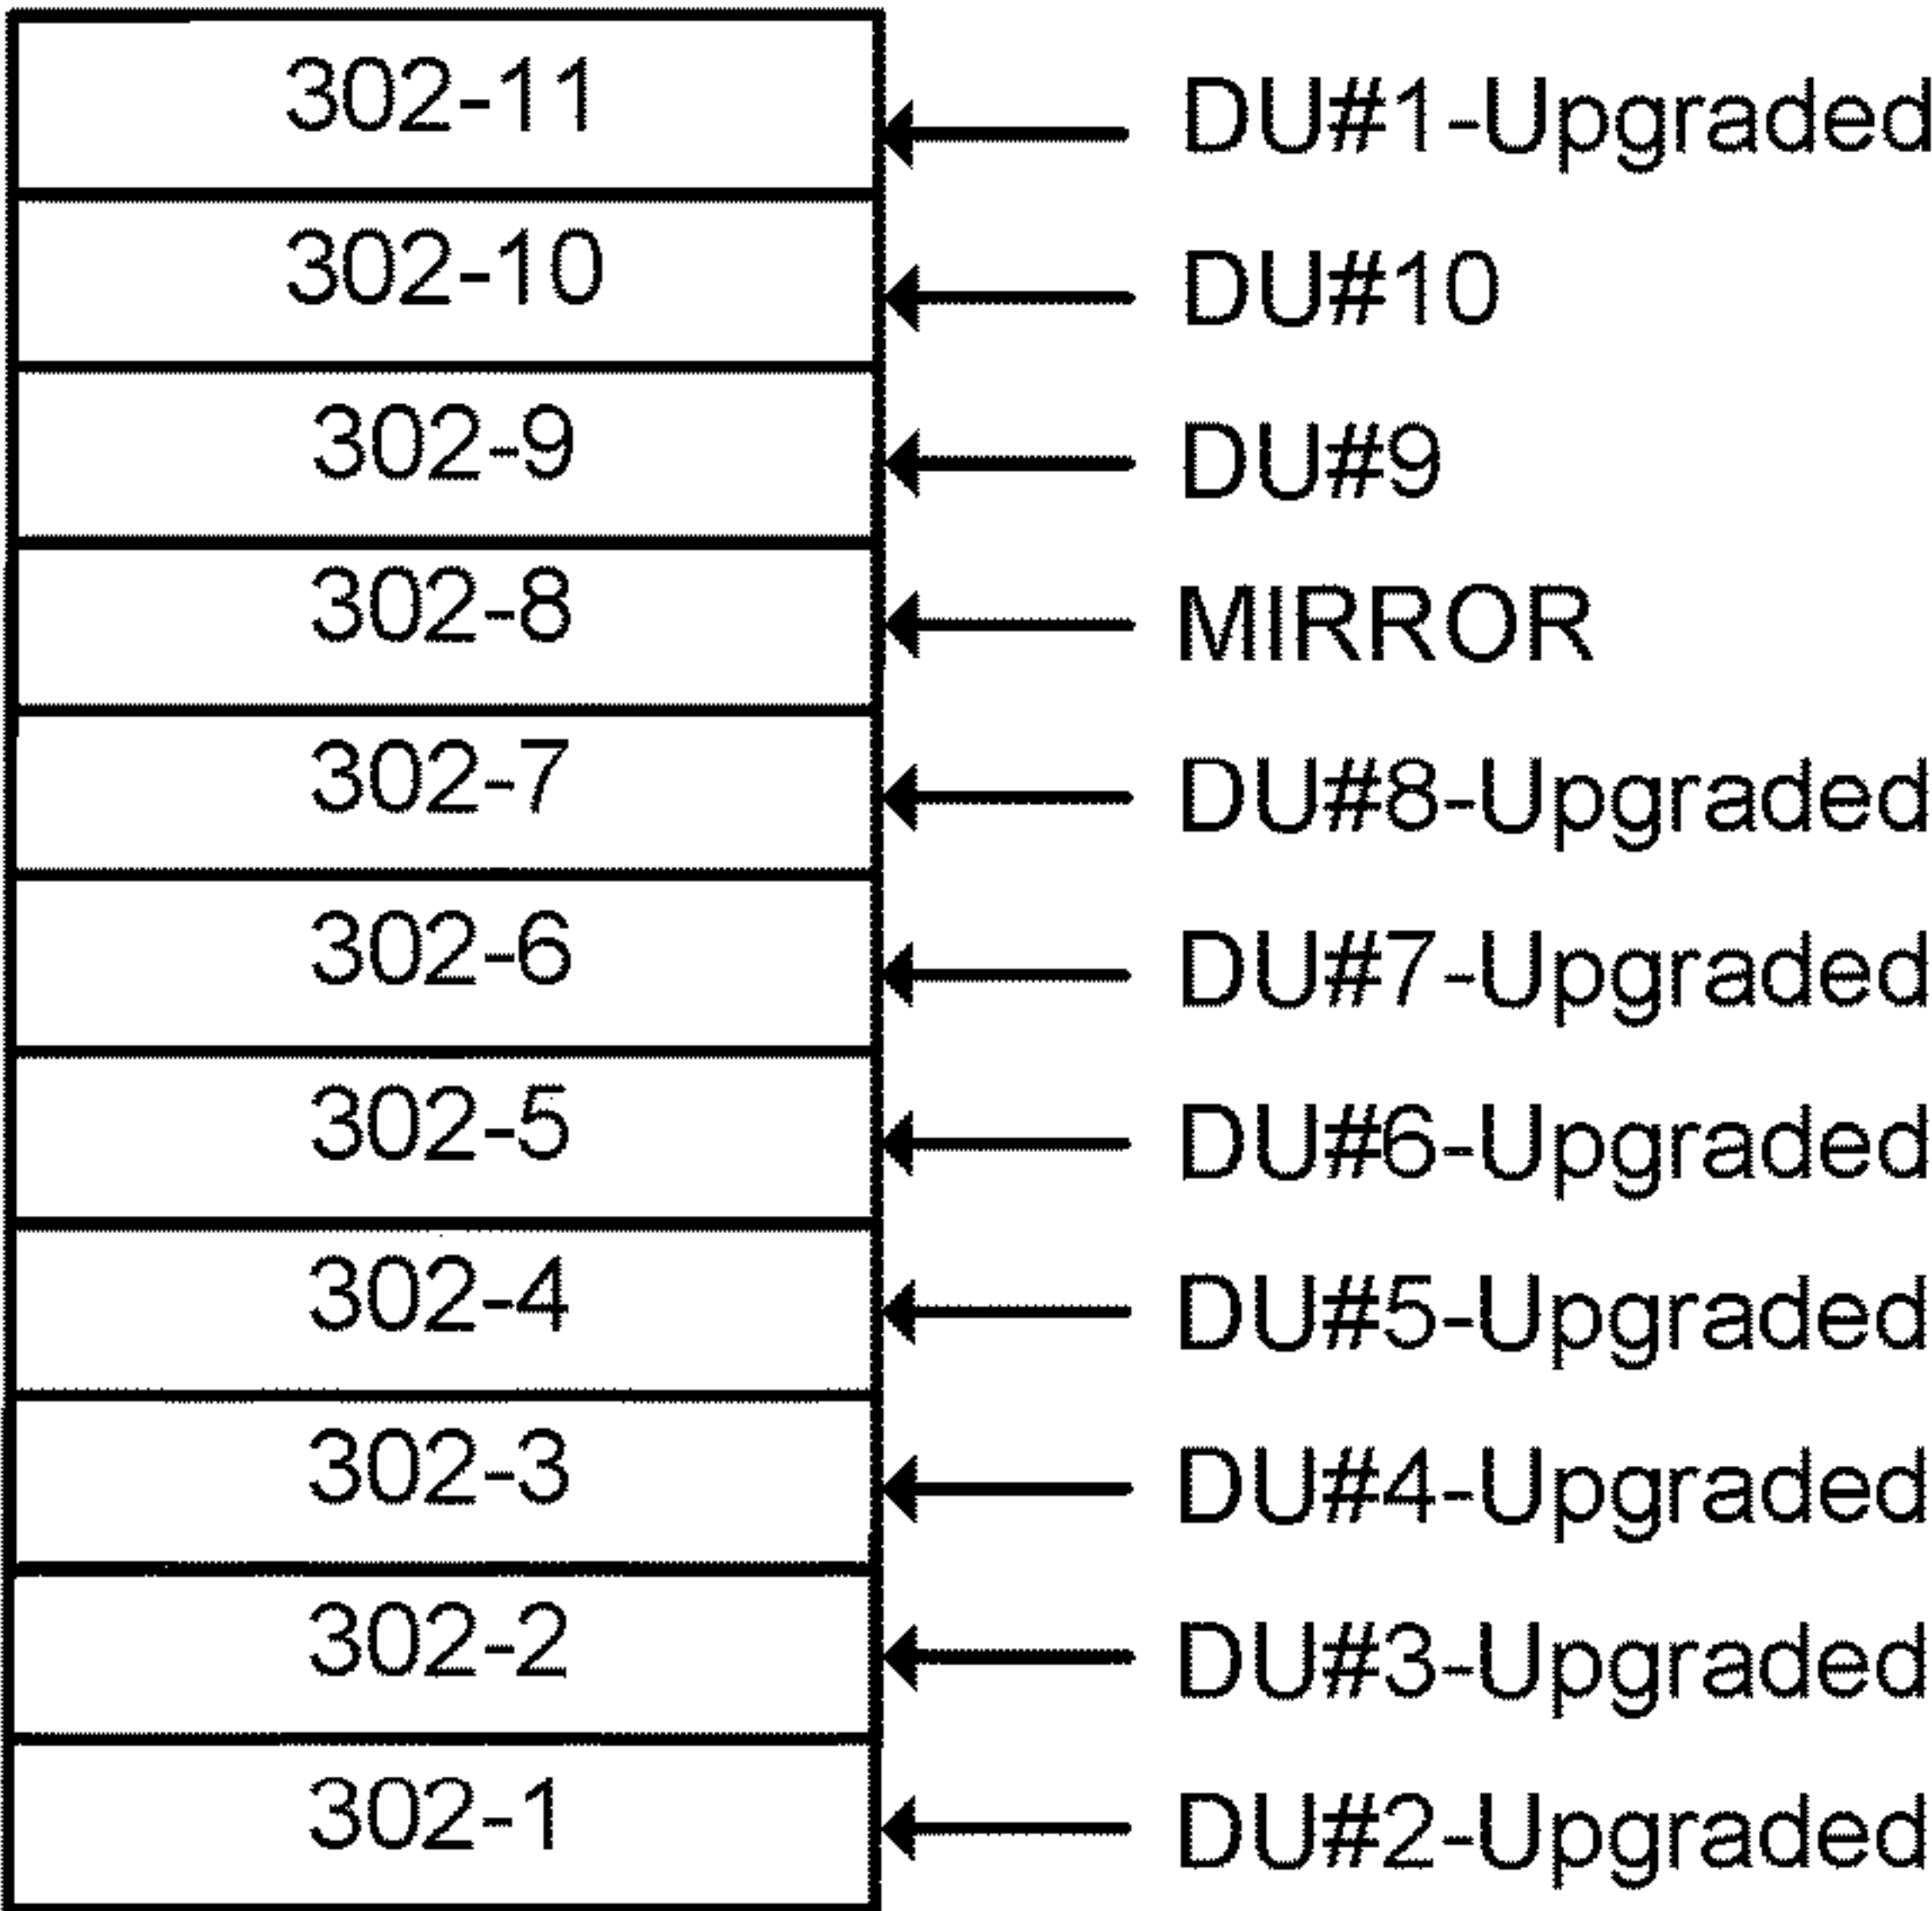 302-11 DU#1-Upgraded
302-10 DU#10
302-9 DU#9
302-8 MIRROR
302-7 DU#8-Upgraded
302-6 DU#7-Upgraded
302-5 DU#6-Upgraded
302-4 DU#5-Upgraded
302-3 DU#4-Upgraded
302-2 DU#3-Upgraded
302-1 DU#2-Upgraded